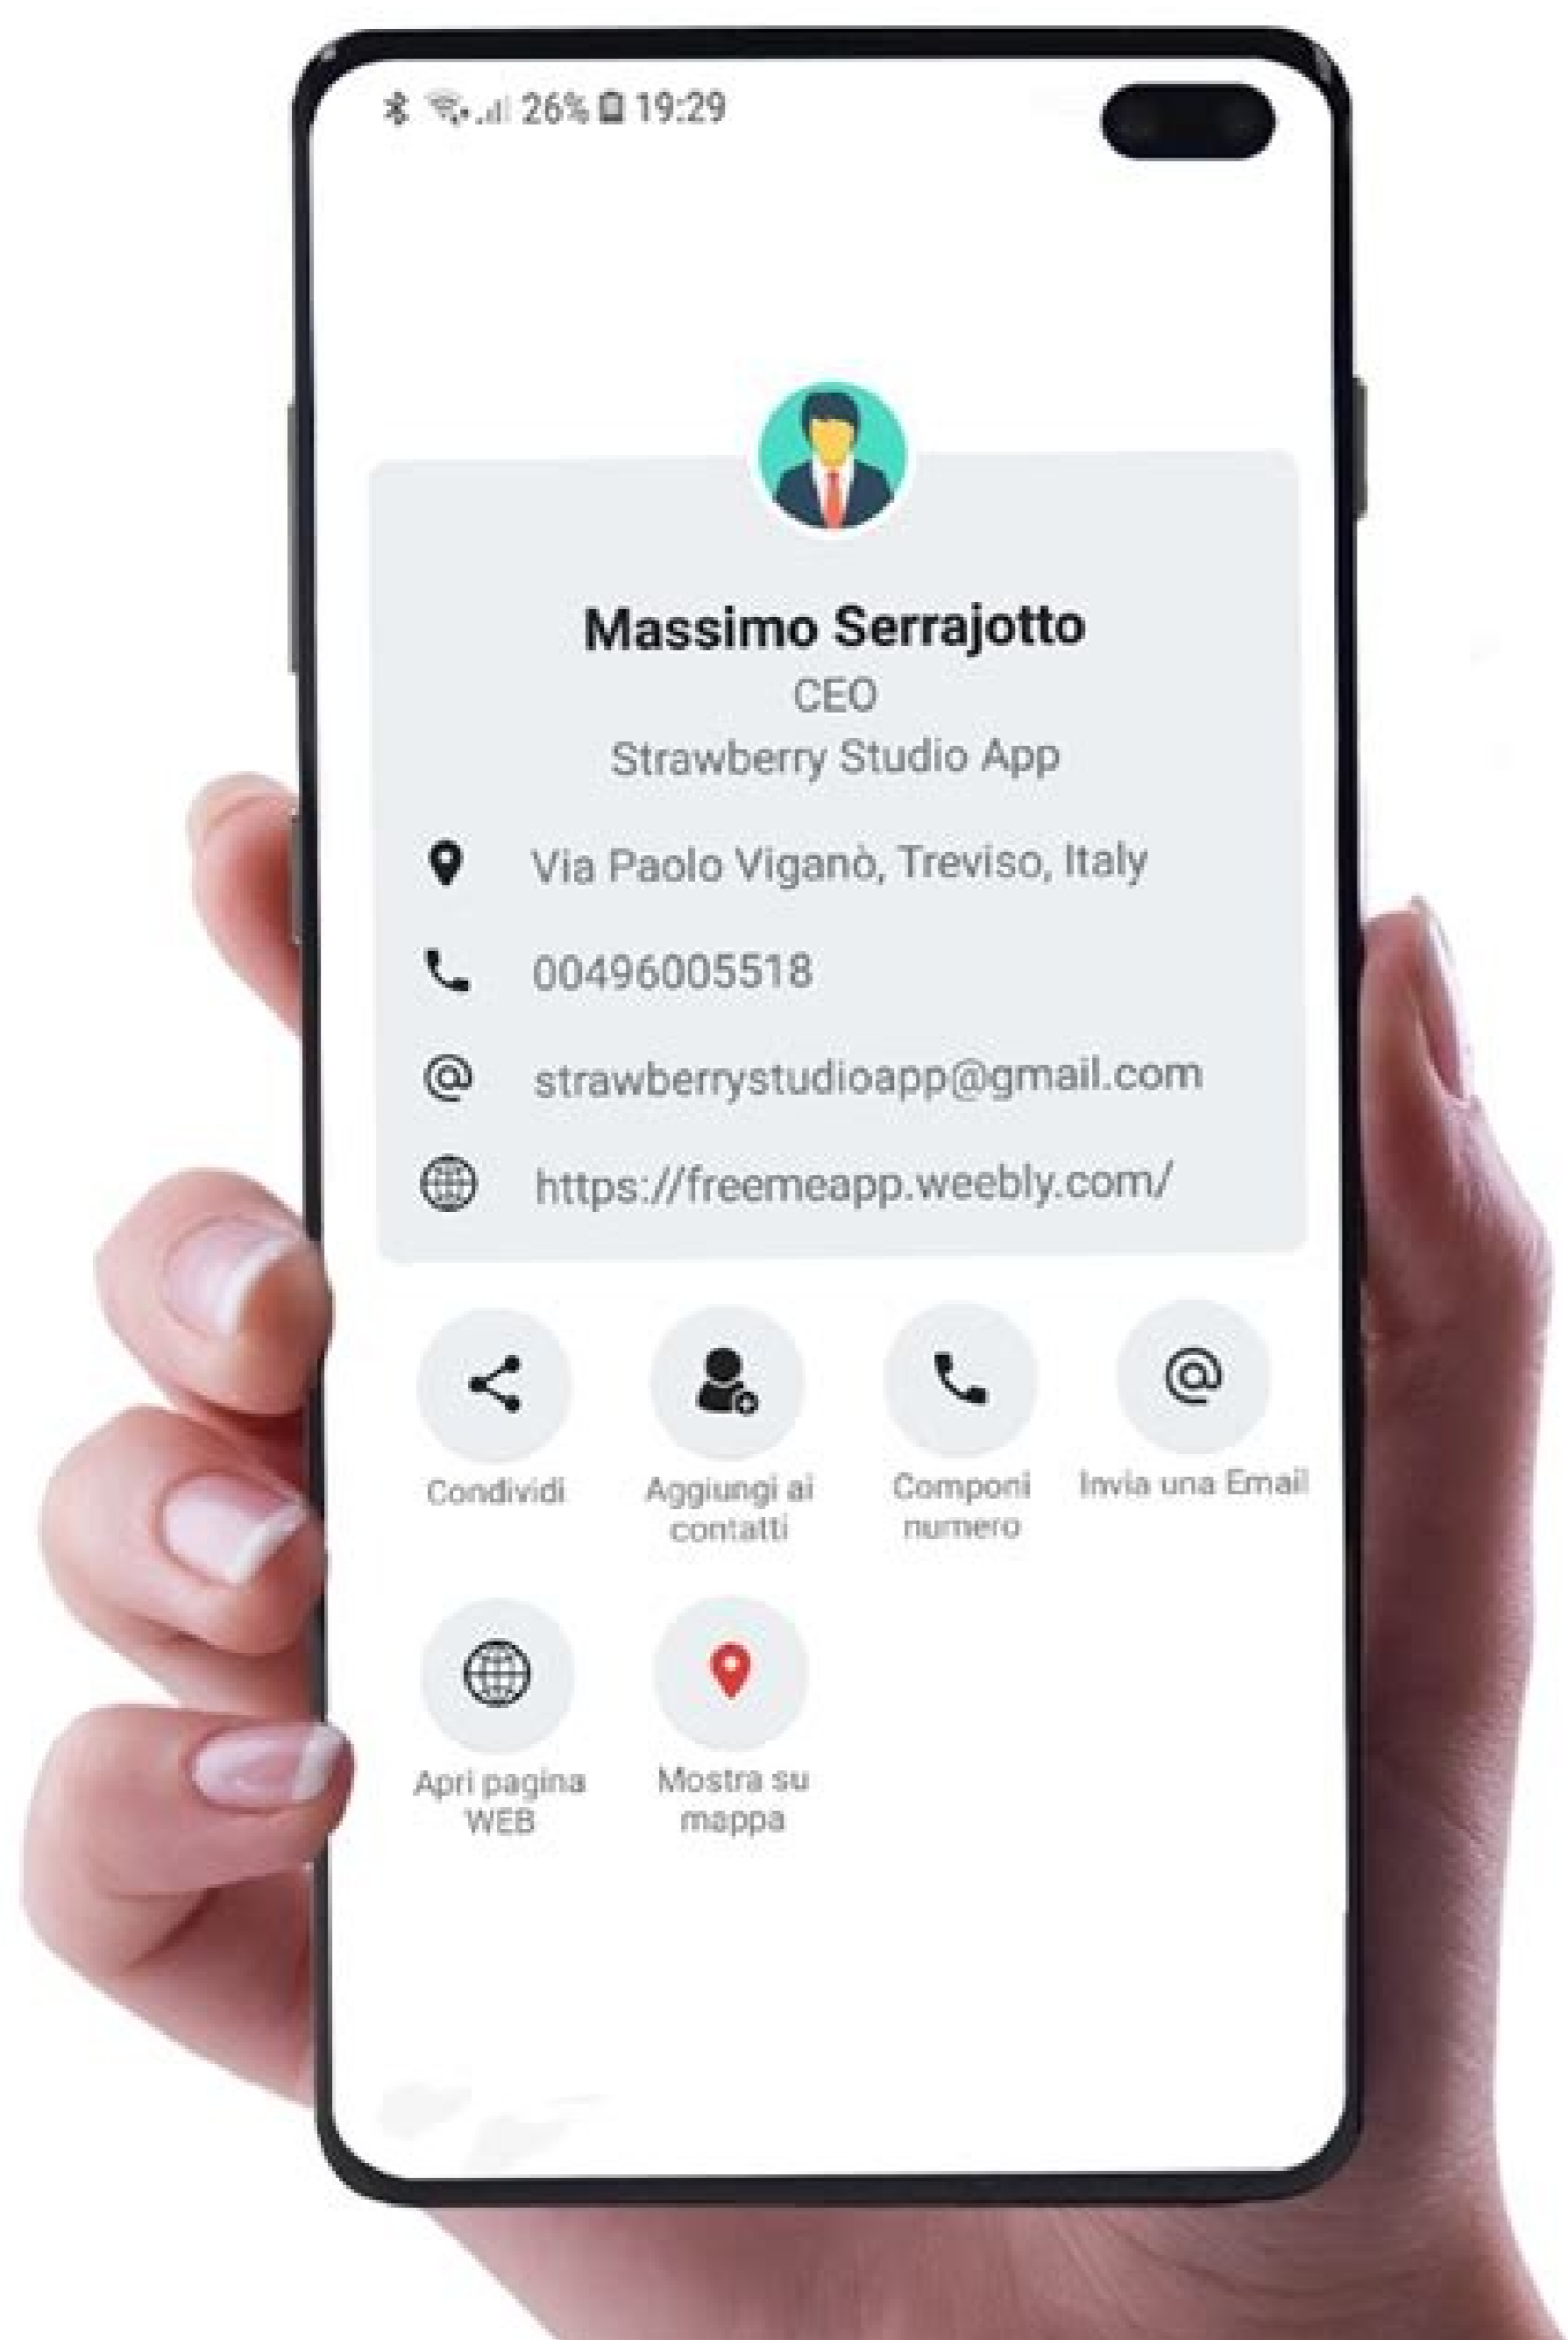 26% 19:29
Massimo Serrajotto
CEO
Strawberry Studio App
Via Paolo Viganò, Treviso, Italy
00496005518
@ strawberrystudioapp@gmail.com
https://freemeapp.weebly.com/
@
Condividi Aggiungi ai Componi Invia una Email
contatti numero
Apri pagina Mostra su
WEB mappa